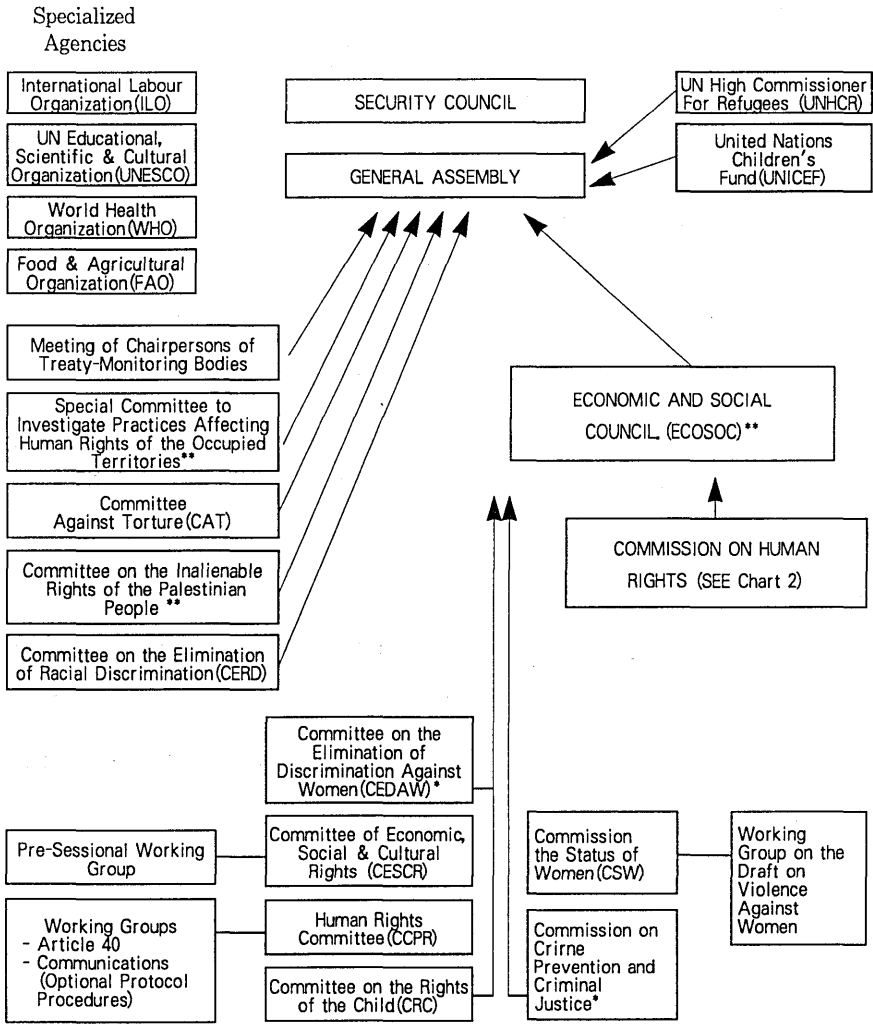 Specialized
Agencies
International Labour
Organization(ILO)
UN Educational,
Scientific & Cultural
Organization(UNESCO)
World Health
Organization(WHO)
Food & Agricultural
Organization(FAO)
SECURITY COUNCIL
GENERAL ASSEMBLY
UN High Commissioner
For Refugees (UNHCR)
United Nations
Children's
Fund(UNICEF)
Meeting of Chairpersons of
Treaty-Monitoring Bodies
Special Committee to
Investigate Practices Affecting
Human Rights of the Occupied
Territories**
Committee
Against Torture(CAT)
Committee on the Inalienable
Rights of the Palestinian
People **
Committee on the Elimination
of Racial Discrimination(CERD)
ECONOMIC AND SOCIAL
COUNCIL. (ECOSOC)**
COMMISSION ON HUMAN
RIGHTS (SEE Chart 2)
Committee on the
Elimination of
Discrimination Against
Women(CEDAW)*
Pre-Sessional Working
Group
Committee of Economic,
Social & Cultural
Rights (CESCR)
Working Groups
- Article 40
- Communications
(Optional Protocol
Procedures)
Human Rights
Committee(CCPR)
Committee on the Rights
of the Child(CRC)
Commission
the Status of
Women(CSW)
Working
Group on the
Draft on
Violence
Against
Women
Commission on
Crirne
Prevention and
Criminal
Justice*